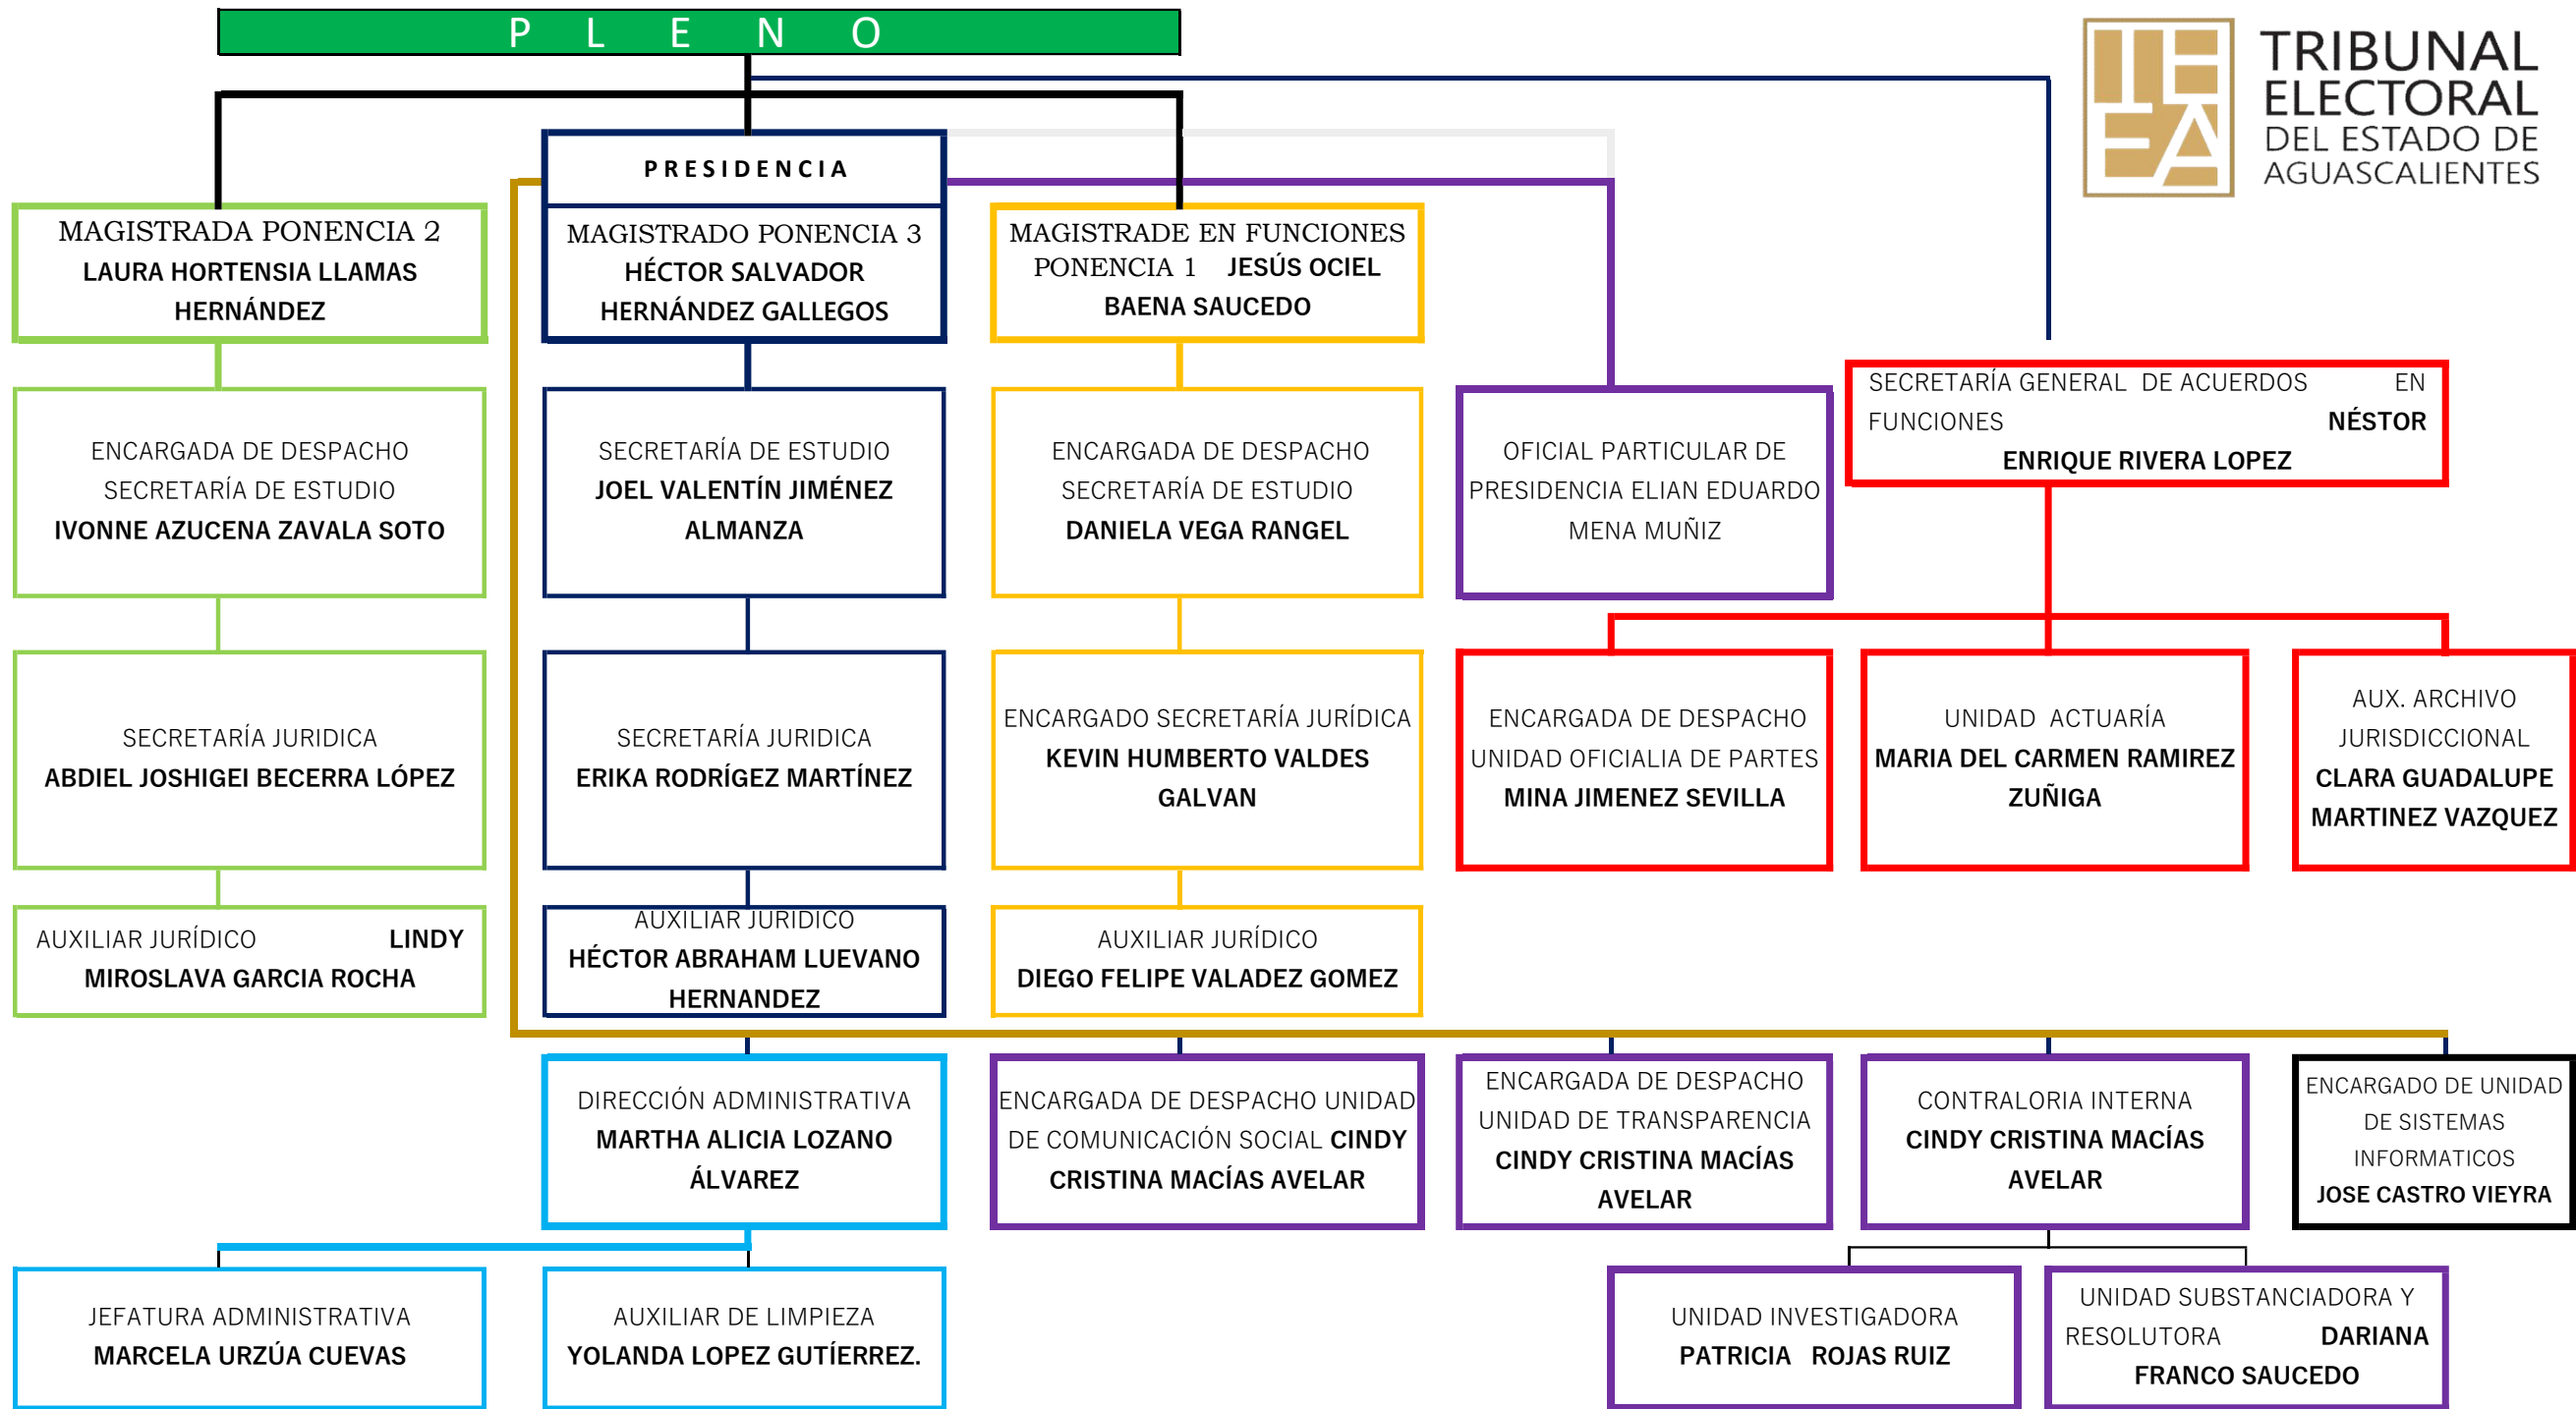 P L E N O
TRIBUNAL
ELECTORAL
DEL ESTADO DE
AGUASCALIENTES
PRESIDENCIA
MAGISTRADA PONENCIA 2
LAURA HORTENSIA LLAMAS
HERNÁNDEZ
MAGISTRADO PONENCIA 3
HÉCTOR SALVADOR
HERNÁNDEZ GALLEGOS
MAGISTRADE EN FUNCIONES
PONENCIA 1 JESÚS OCIEL
BAENA SAUCEDO
ENCARGADA DE DESPACHO
SECRETARÍA DE ESTUDIO
IVONNE AZUCENA ZAVALA SOTO
SECRETARÍA DE ESTUDIO
JOEL VALENTÍN JIMÉNEZ
ALMANZA
ENCARGADA DE DESPACHO
SECRETARÍA DE ESTUDIO
DANIELA VEGA RANGEL
OFICIAL PARTICULAR DE
PRESIDENCIA ELIAN EDUARDO
MENA MUÑIZ
SECRETARÍA GENERAL DE ACUERDOS EN
FUNCIONES NÉSTOR
ENRIQUE RIVERA LOPEZ
SECRETARÍA JURIDICA
ABDIEL JOSHIGEI BECERRA LÓPEZ
SECRETARÍA JURIDICA
ERIKA RODRÍGEZ MARTÍNEZ
ENCARGADO SECRETARÍA JURÍDICA
KEVIN HUMBERTO VALDES
GALVAN
ENCARGADA DE DESPACHO
UNIDAD OFICIALIA DE PARTES
MINA JIMENEZ SEVILLA
UNIDAD ACTUARÍA
MARIA DEL CARMEN RAMIREZ
ZUÑIGA
AUX. ARCHIVO
JURISDICCIONAL
CLARA GUADALUPE
MARTINEZ VAZQUEZ
AUXILIAR JURÍDICO LINDY
MIROSLAVA GARCIA ROCHA
AUXILIAR JURÍDICO
HÉCTOR ABRAHAM LUEVANO
HERNANDEZ
AUXILIAR JURÍDICO
DIEGO FELIPE VALADEZ GOMEZ
DIRECCIÓN ADMINISTRATIVA
MARTHA ALICIA LOZANO
ÁLVAREZ
ENCARGADA DE DESPACHO UNIDAD
DE COMUNICACIÓN SOCIAL CINDY
CRISTINA MACÍAS AVELAR
ENCARGADA DE DESPACHO
UNIDAD DE TRANSPARENCIA
CINDY CRISTINA MACÍAS
AVELAR
CONTRALORIA INTERNA
CINDY CRISTINA MACÍAS
AVELAR
ENCARGADO DE UNIDAD
DE SISTEMAS
INFORMATICOS
JOSE CASTRO VIEYRA
JEFATURA ADMINISTRATIVA
MARCELA URZÚA CUEVAS
AUXILIAR DE LIMPIEZA
YOLANDA LOPEZ GUTÍERREZ.
UNIDAD INVESTIGADORA
PATRICIA ROJAS RUIZ
UNIDAD SUBSTANCIADORA Y
RESOLUTORA DARIANA
FRANCO SAUCEDO